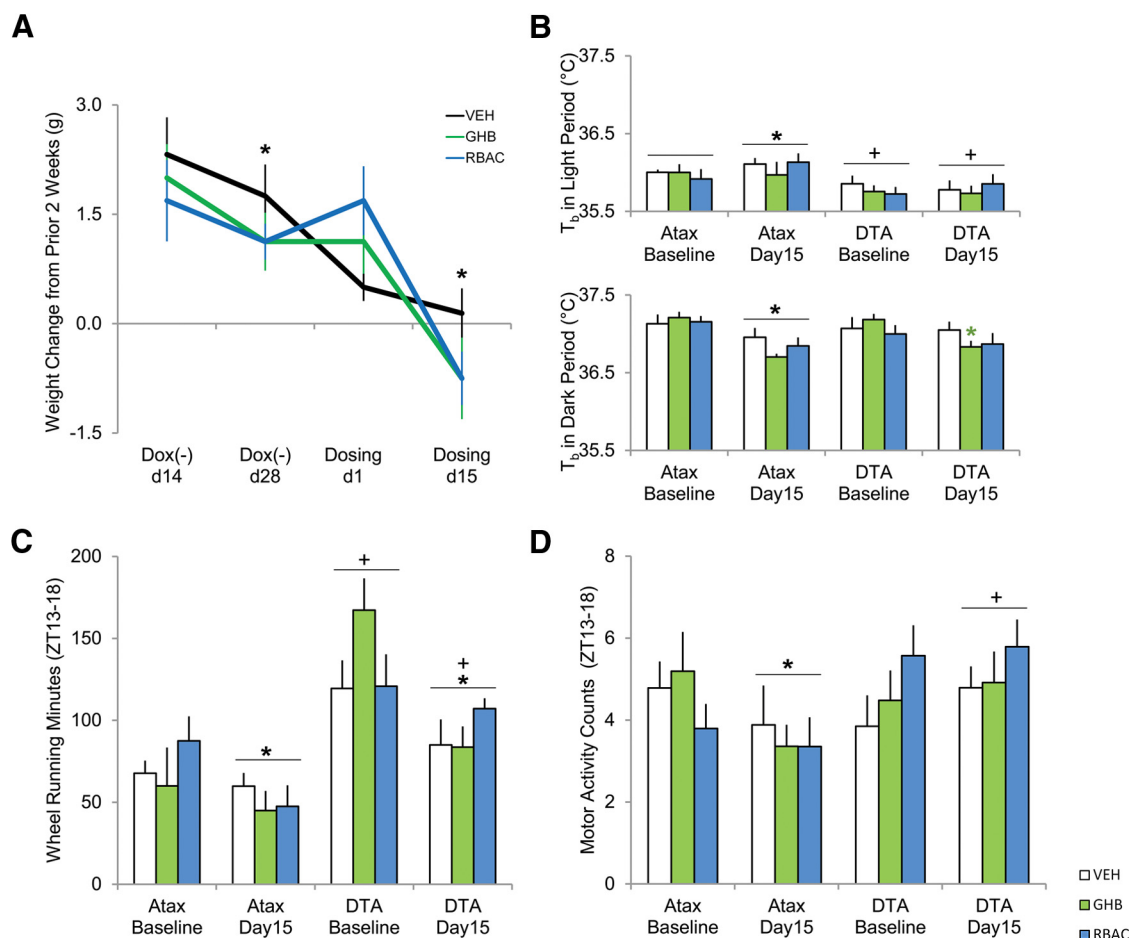 A
Weight Change from Prior 2 Weeks (g)
3.0
1.5
0.0
-1.5
VEH
GHB
RBAC
*
*
Dox(-) d14
Dox(-) d28
Dosing d1
Dosing d15
B
Tb in Light Period (°C)
37.5
36.5
35.5
*
+
+
Atax Baseline
Atax Day15
DTA Baseline
DTA Day15
Tb in Dark Period (°C)
37.5
36.5
35.5
*
*
Atax Baseline
Atax Day15
DTA Baseline
DTA Day15
C
Wheel Running Minutes (ZT13-18)
200
150
100
50
0
*
+
+
*
Atax Baseline
Atax Day15
DTA Baseline
DTA Day15
D
Motor Activity Counts (ZT13-18)
8
6
4
2
0
*
+
Atax Baseline
Atax Day15
DTA Baseline
DTA Day15
VEH
GHB
RBAC